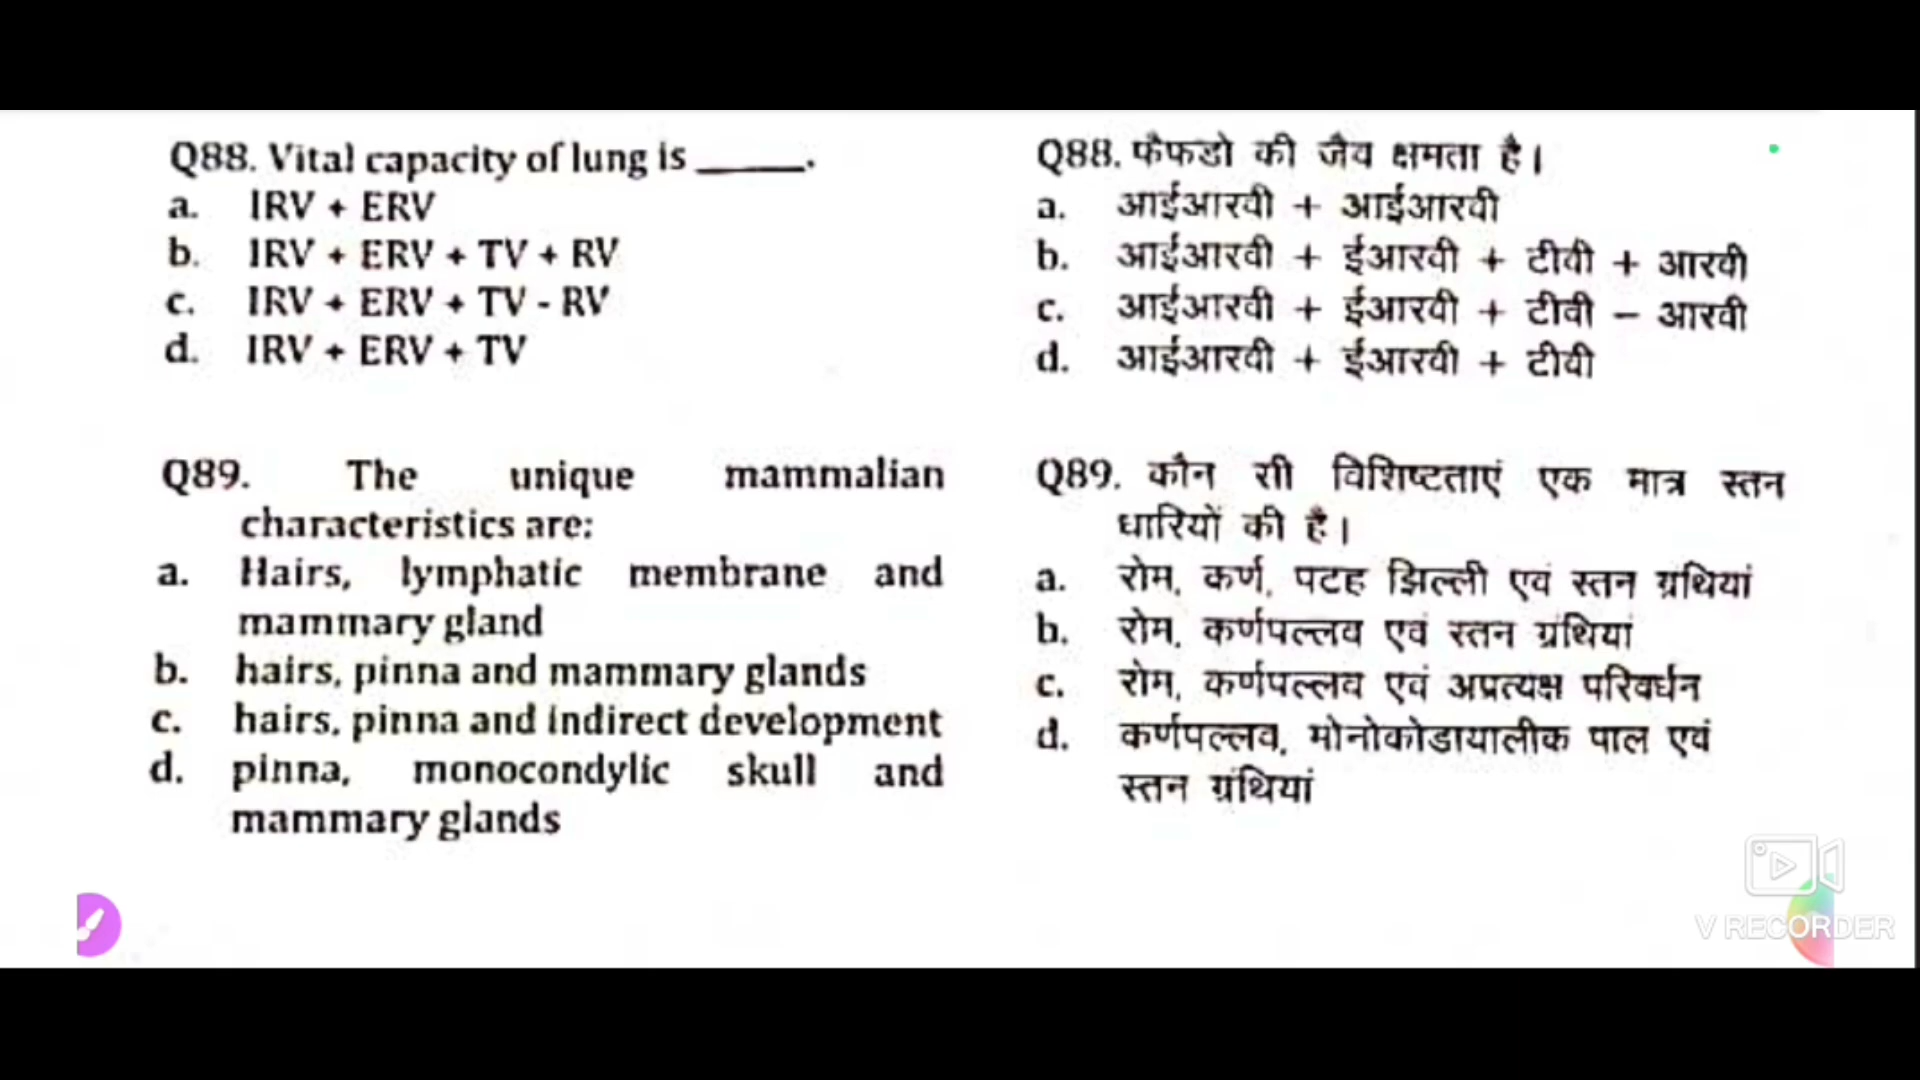 Q88. Vital capacity of lung is _____.
a. IRV + ERV
b. IRV + ERV + TV + RV
c. IRV + ERV + TV - RV
d. IRV + ERV + TV
Q89. The unique mammalian
characteristics are:
a. Hairs, lymphatic membrane and
mammary gland
b. hairs, pinna and mammary glands
c. hairs, pinna and indirect development
d. pinna, monocondylic skull and
mammary glands
Q88. फेफडो की जैव क्षमता है।
a. आईआरवी + आईआरवी
b. आईआरवी + ईआरवी + टीवी + आरवी
c. आईआरवी + ईआरवी + टीवी – आरवी
d. आईआरवी + ईआरवी + टीवी
Q89. कौन सी विशिष्टताएं एक मात्र स्तन
धारियों की है।
a. रोम, कर्ण, पटह झिल्ली एवं स्तन ग्रंथियां
b. रोम, कर्णपल्लव एवं स्तन ग्रंथियां
c. रोम, कर्णपल्लव एवं अप्रत्यक्ष परिवर्धन
d. कर्णपल्लव, मोनोकोडायालीक पाल एवं
स्तन ग्रंथियां
V RECORDER